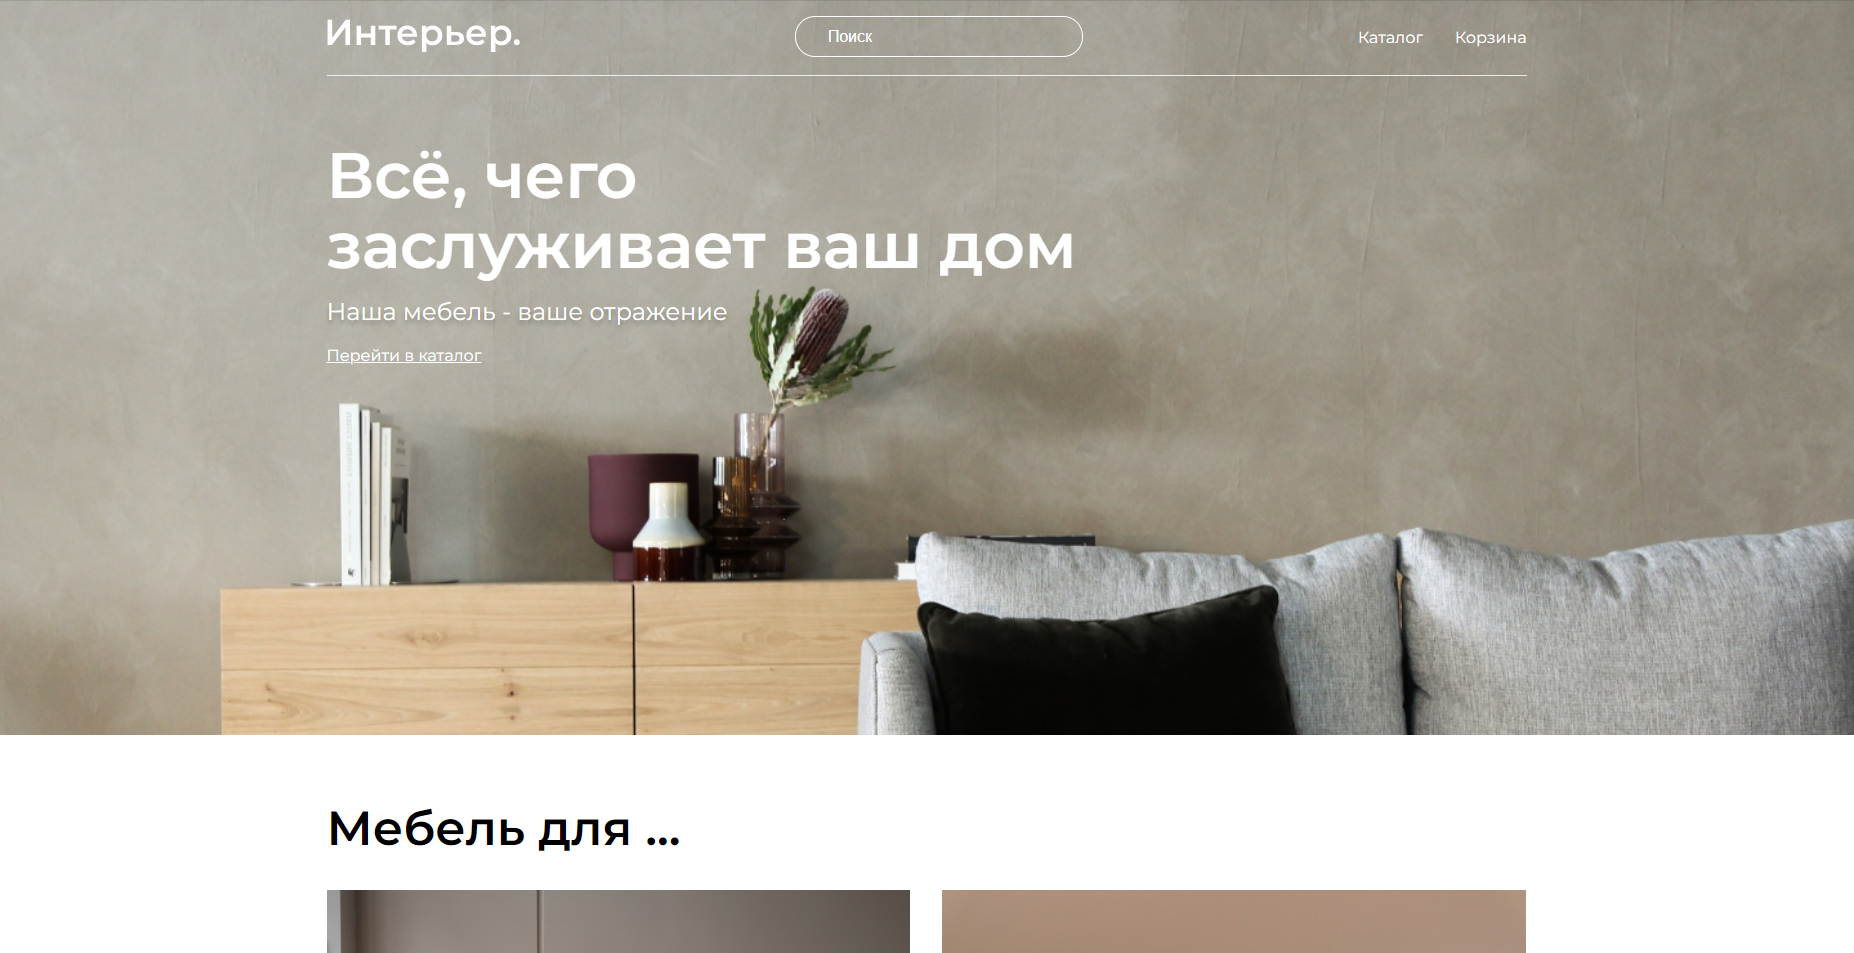 Интерьер.
Поиск
Каталог
Корзина
Всё, чего
заслуживает ваш дом
Наша мебель - ваше отражение
Перейти в каталог
Мебель для ...